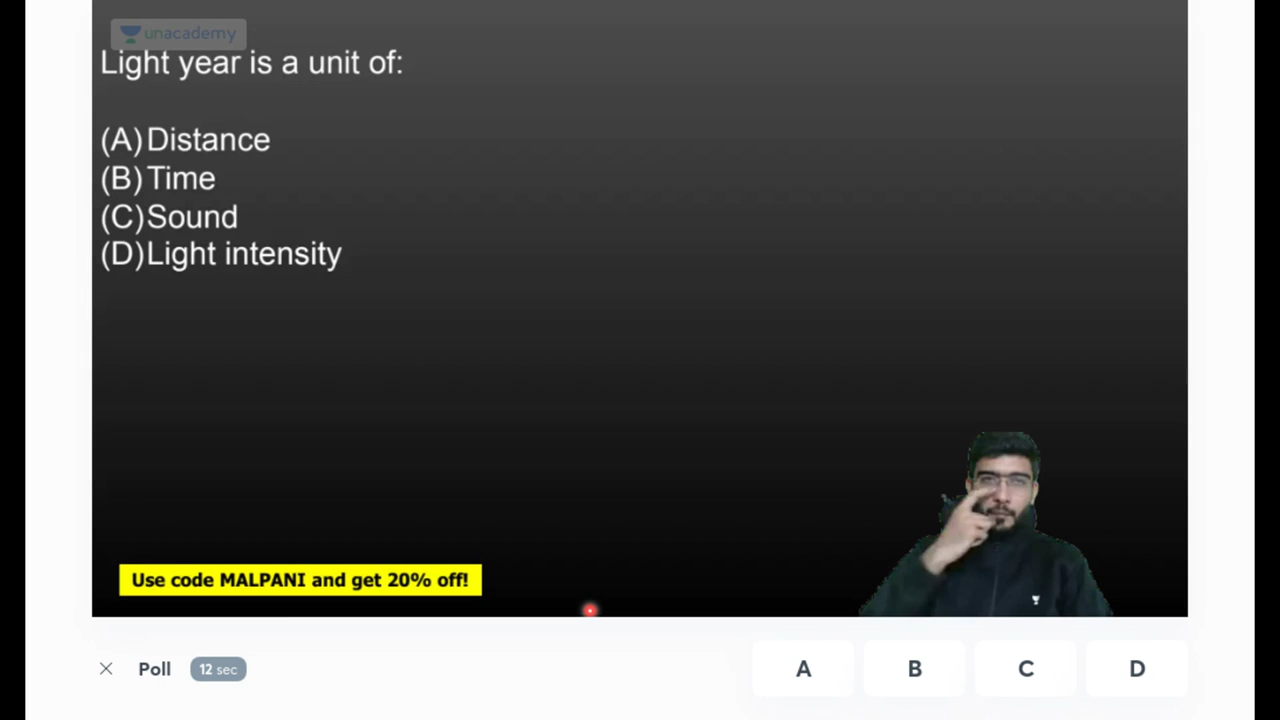 unacademy
Light year is a unit of:
(A) Distance
(B) Time
(C) Sound
(D) Light intensity
Use code MALPANI and get 20% off!
Poll 12 sec A B C D